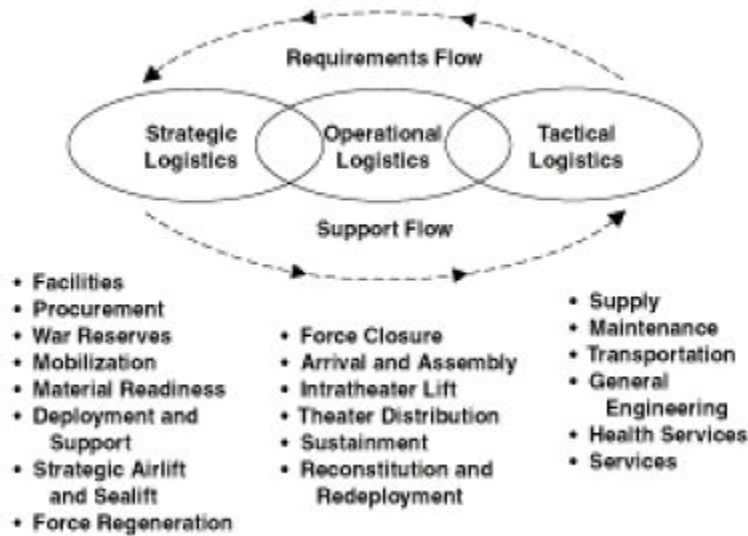 Requirements Flow
Strategic
Logistics
Operational
Logistics
Tactical
Logistics
Support Flow
• Facilities
• Procurement
• War Reserves
• Mobilization
• Material Readiness
• Deployment and
Support
• Strategic Airlift
and Sealift
• Force Regeneration
• Force Closure
• Arrival and Assembly
• Intratheater Lift
• Theater Distribution
• Sustainment
• Reconstitution and
Redeployment
• Supply
• Maintenance
• Transportation
• General
Engineering
• Health Services
• Services